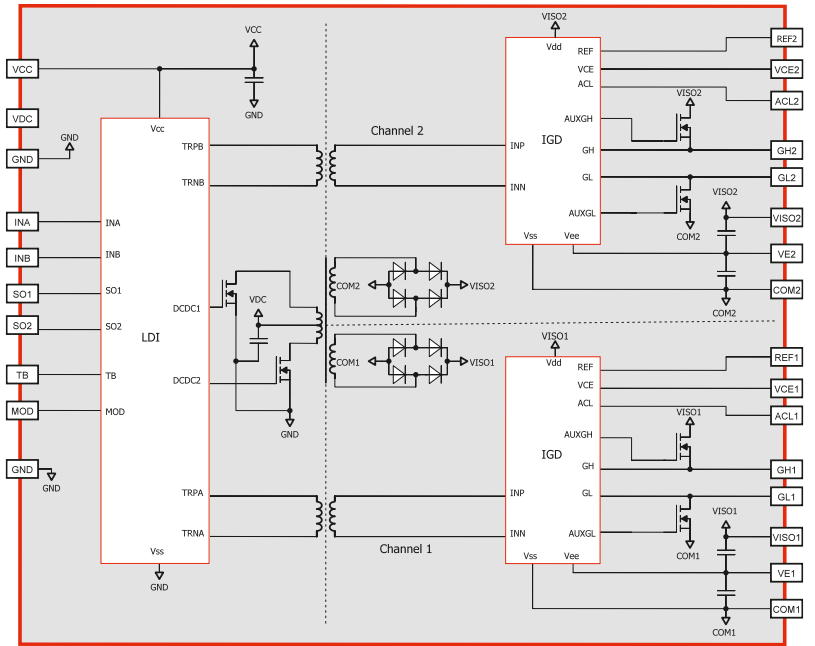 VCC
VDC
GND
GND
INA
INB
SO1
SO2
TB
MOD
GND
GND
VCC
GND
Vcc
TRPB
TRNB
INA
INB
SO1
SO2
DCDC1
LDI
TB
DCDC2
MOD
TRPA
TRNA
Vss
GND
VDC
GND
Channel 2
COM2
VISO2
COM1
VISO1
Channel 1
VISO2
Vdd
REF
VCE
ACL
AUXGH
IGD
INP
GH
GL
INN
AUXGL
Vss
Vee
VISO2
COM2
VISO2
COM2
REF2
VCE2
ACL2
GH2
GL2
VISO2
VE2
COM2
VISO1
Vdd
REF
VCE
ACL
AUXGH
IGD
GH
INP
GL
INN
AUXGL
Vss
Vee
VISO1
COM1
VISO1
COM1
REF1
VCE1
ACL1
GH1
GL1
VISO1
VE1
COM1